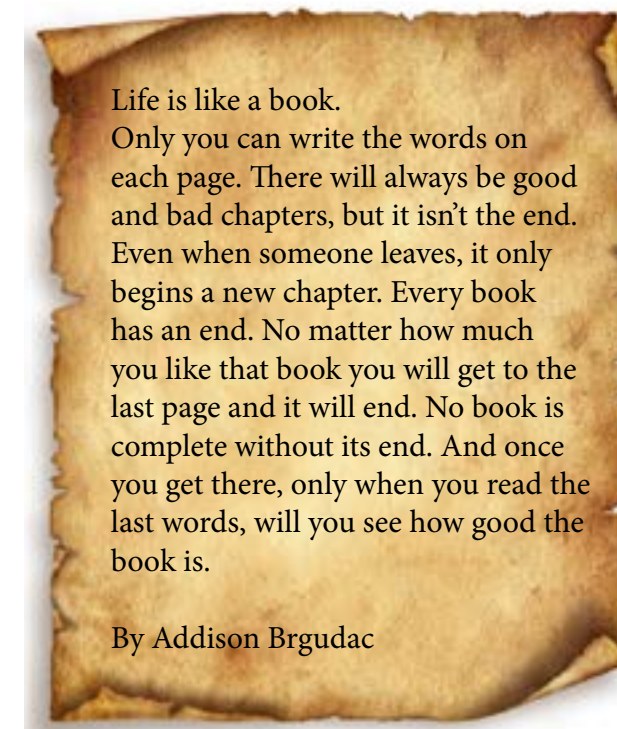 Life is like a book.
Only you can write the words on
each page. There will always be good
and bad chapters, but it isn’t the end.
Even when someone leaves, it only
begins a new chapter. Every book
has an end. No matter how much
you like that book you will get to the
last page and it will end. No book is
complete without its end. And once
you get there, only when you read the
last words, will you see how good the
book is.
By Addison Brgudac